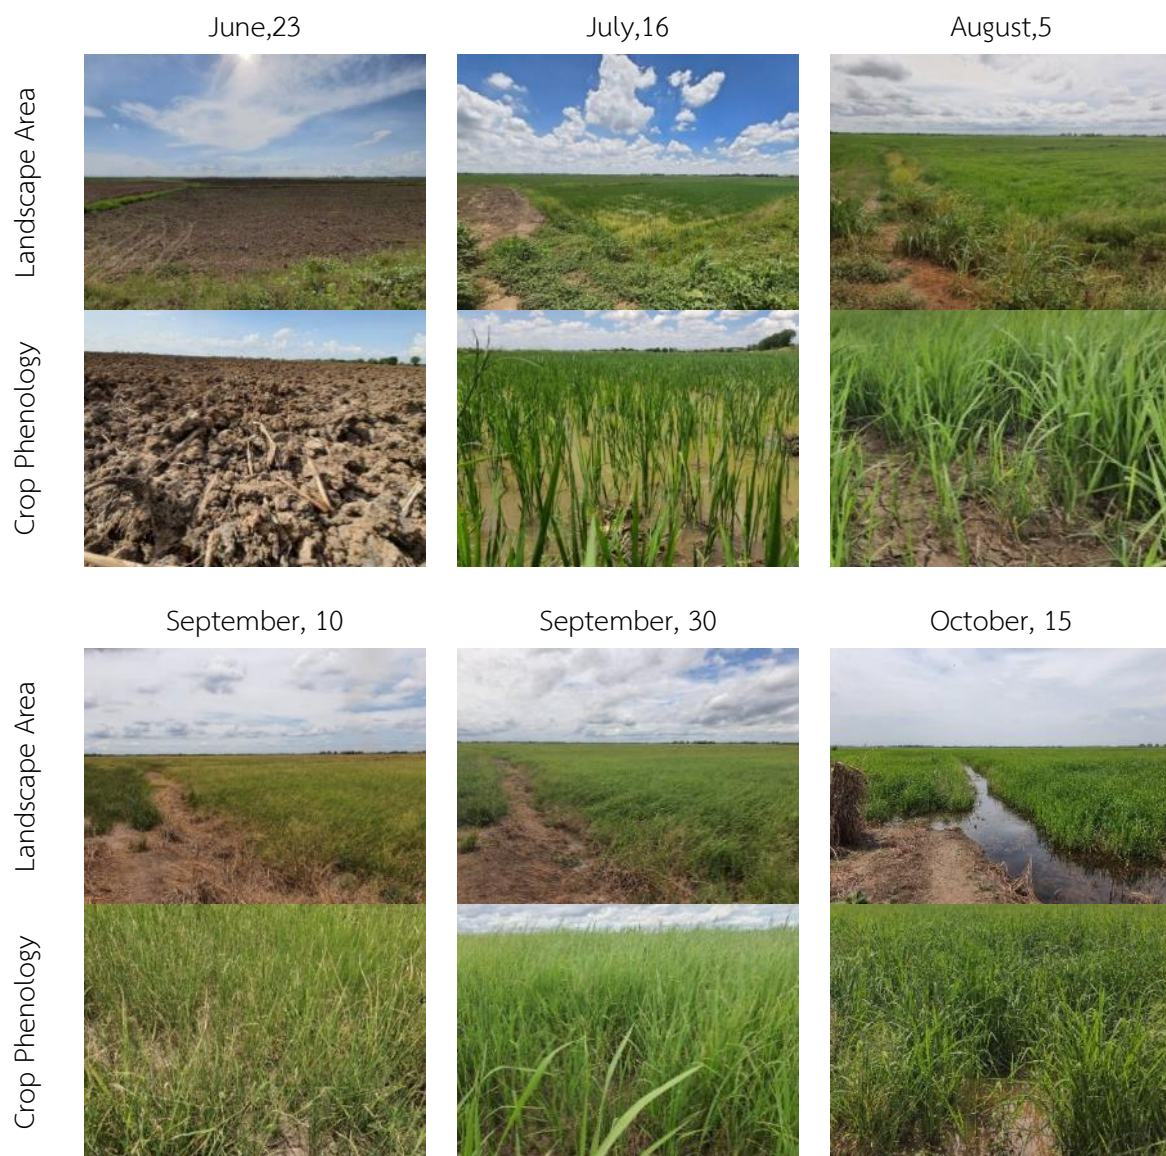 June,23
July,16
August,5
Landscape Area
Crop Phenology
September, 10
September, 30
October, 15
Landscape Area
Crop Phenology